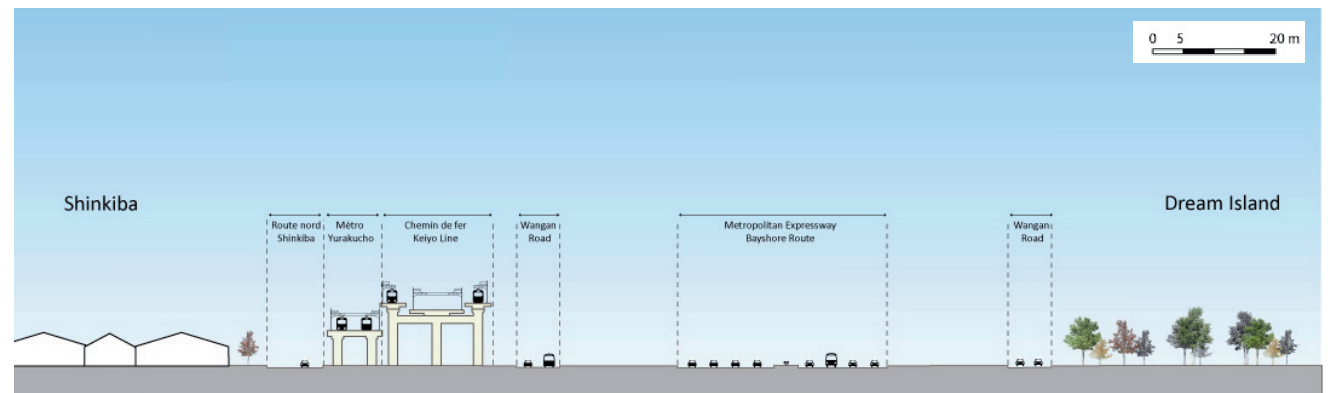 0 5 20 m
Shinkiba
Dream Island
Route nord
Shinkiba
Métro
Yurakucho
Chemin de fer
Keiyo Line
Wangan
Road
Metropolitan Expressway
Bayshore Route
Wangan
Road